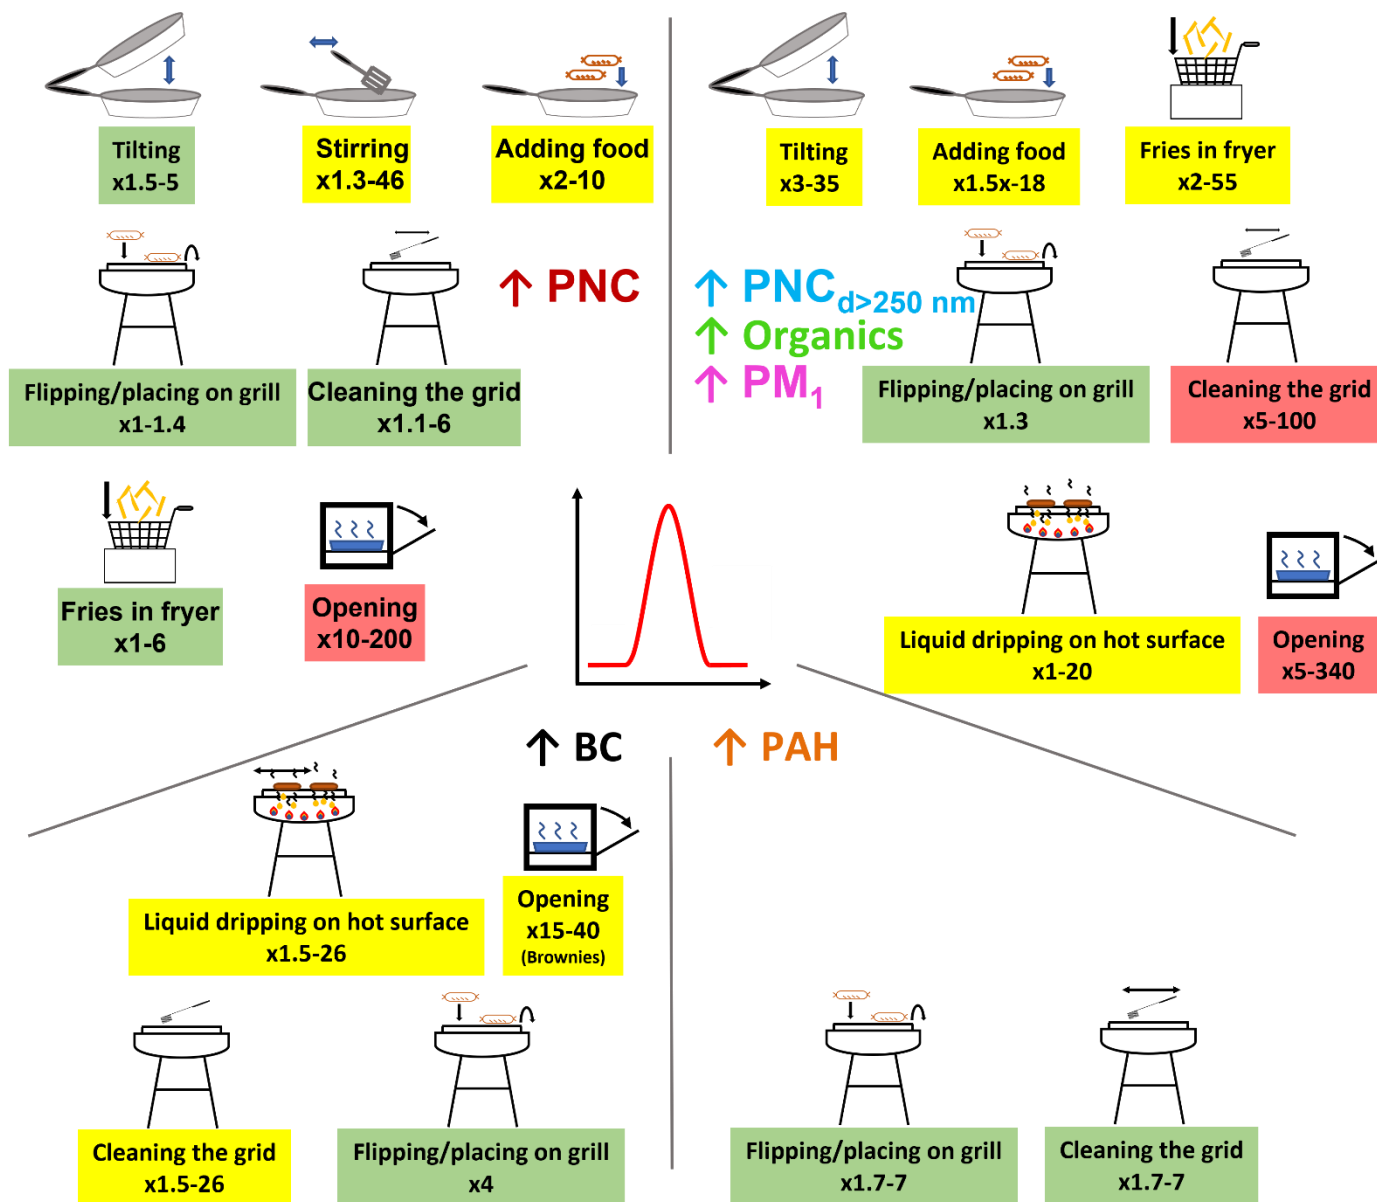 Tilting
x1.5-5
Stirring
x1.3-46
Adding food
x2-10
Flipping/placing on grill
x1-1.4
Cleaning the grid
x1.1-6
↑ PNC
Fries in fryer
x1-6
Opening
x10-200
Tilting
x3-35
Adding food
x1.5x-18
Fries in fryer
x2-55
↑ PNC d>250 nm
↑ Organics
↑ PM1
Flipping/placing on grill
x1.3
Cleaning the grid
x5-100
Liquid dripping on hot surface
x1-20
Opening
x5-340
↑ BC
Liquid dripping on hot surface
x1.5-26
Opening
x15-40
(Brownies)
Cleaning the grid
x1.5-26
Flipping/placing on grill
x4
↑ PAH
Flipping/placing on grill
x1.7-7
Cleaning the grid
x1.7-7